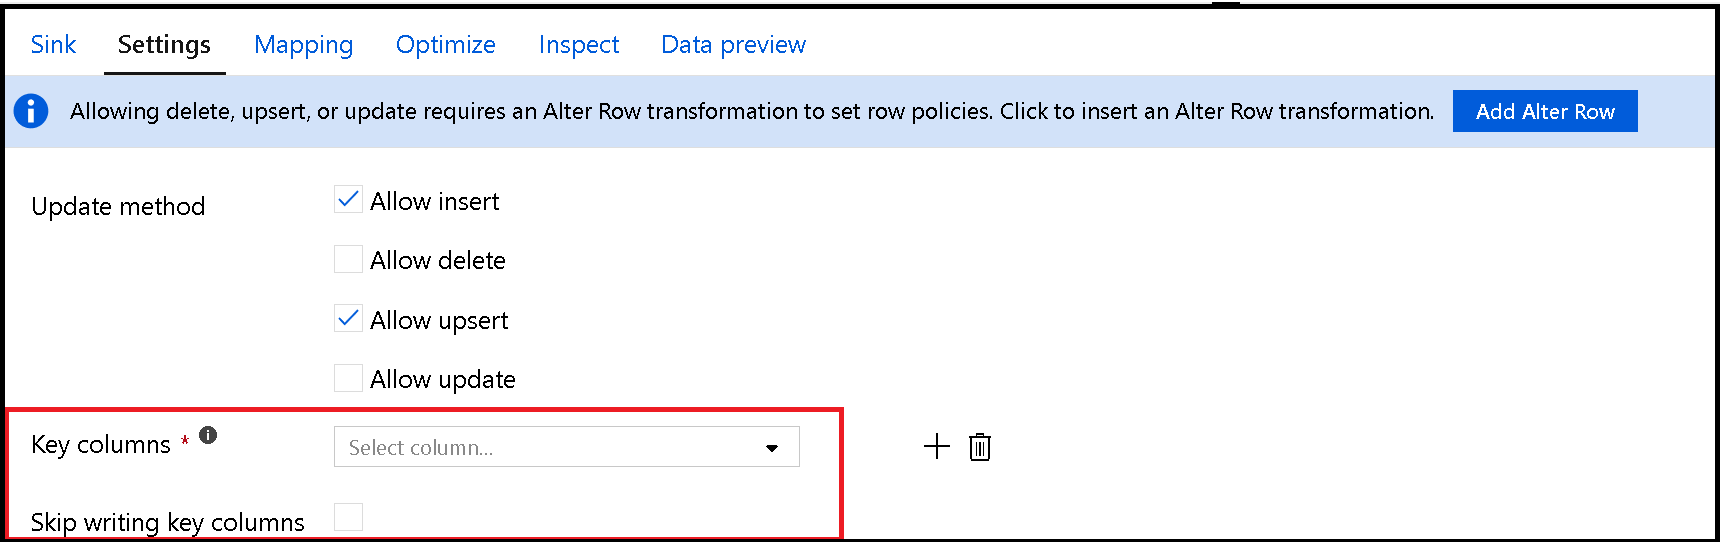 Sink Settings Mapping Optimize Inspect Data preview
Allowing delete, upsert, or update requires an Alter Row transformation to set row policies. Click to insert an Alter Row transformation. Add Alter Row
Update method Allow insert
Allow delete
Allow upsert
Allow update
Key columns * Select column...
Skip writing key columns